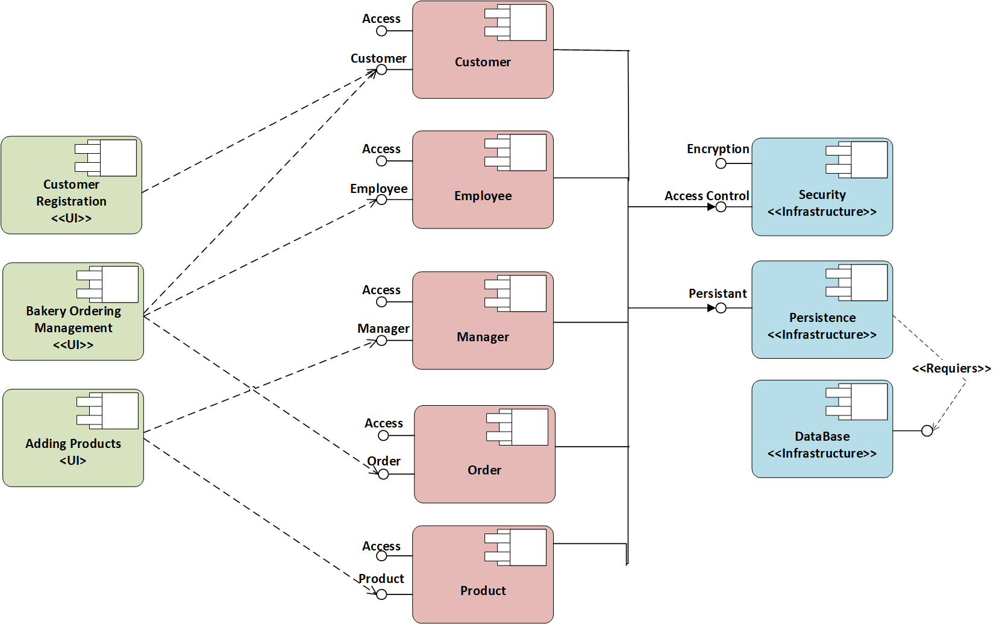 Customer
Registration
<<UI>>
Bakery Ordering
Management
<<UI>>
Adding Products
<UI>
Access
Customer
Customer
Access
Employee
Employee
Access
Manager
Manager
Access
Order
Order
Access
Product
Product
Encryption
Access Control
Security
<<Infrastructure>>
Persistant
Persistence
<<Infrastructure>>
<<Requiers>>
DataBase
<<Infrastructure>>